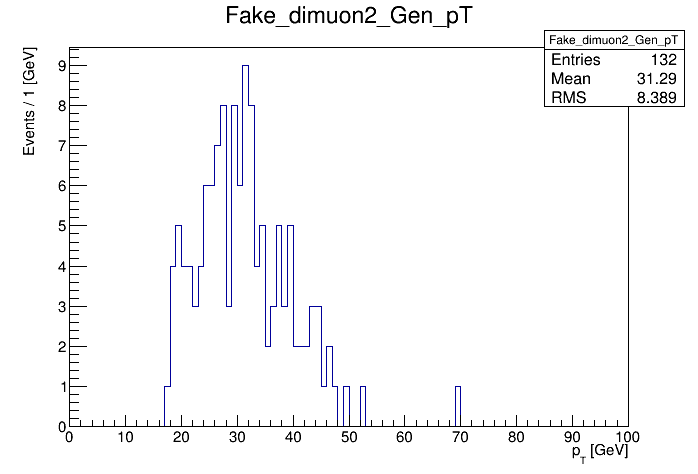 Fake_dimuon2_Gen_pT
Fake_dimuon2_Gen_pT
Entries 132
Mean 31.29
RMS 8.389
Events / 1 [GeV]
9
8
7
6
5
4
3
2
1
0
0 10 20 30 40 50 60 70 80 90 100
p_T [GeV]